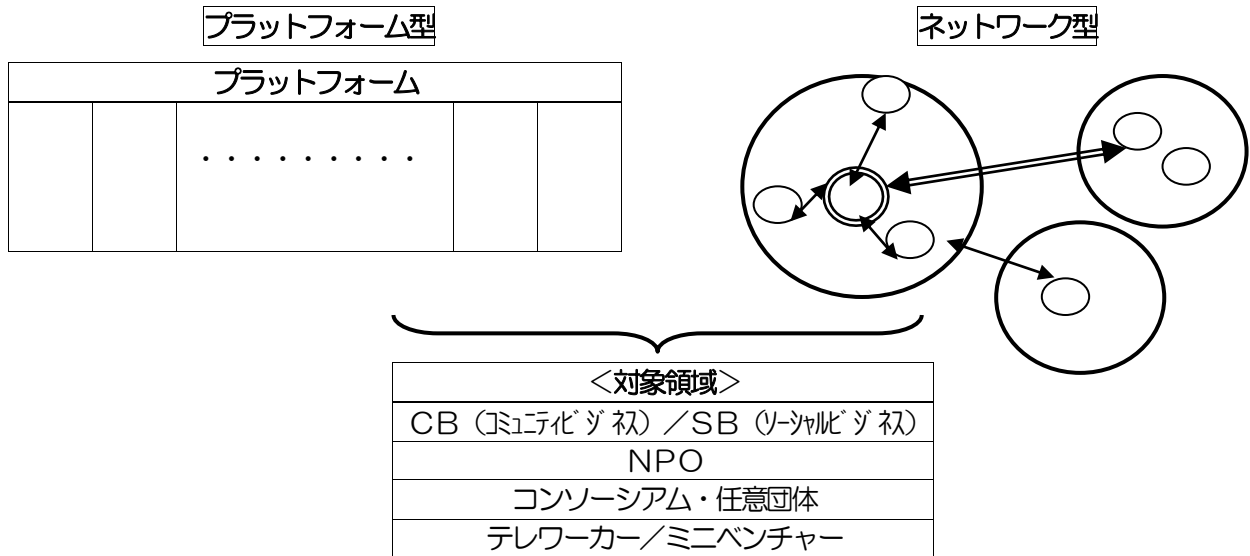 プラットフォーム型
ネットワーク型
プラットフォーム
・・・・・・・・・
<対象領域>
CB(コミュニティビジネス)/SB(ソーシャルビジネス)
NPO
コンソーシアム・任意団体
テレワーカー/ミニベンチャー